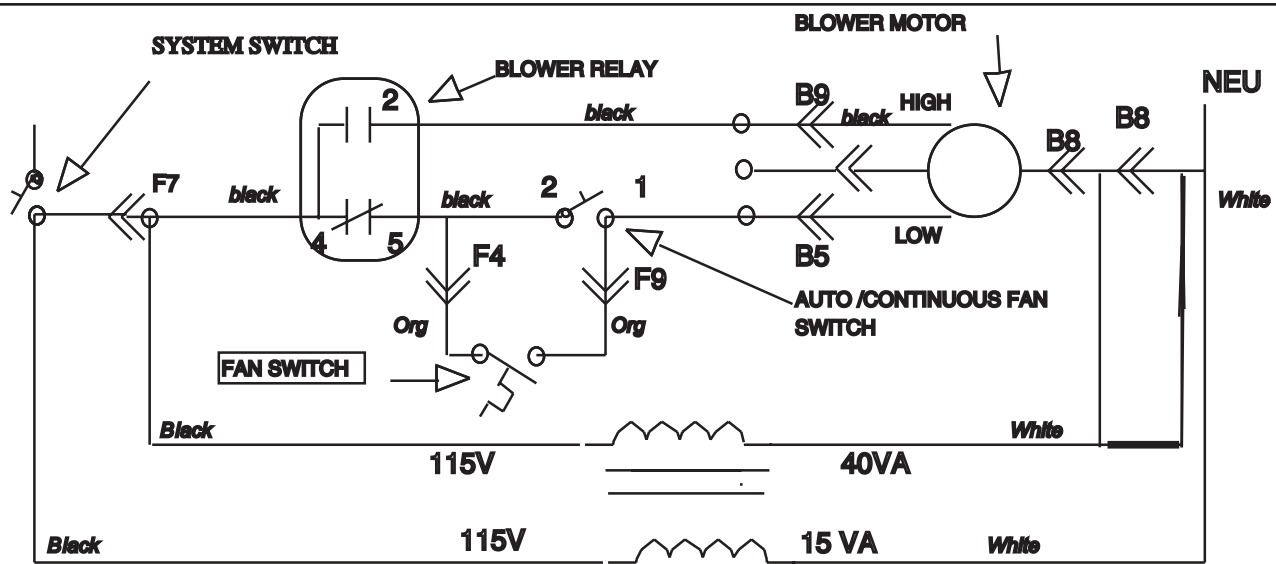 BLOWER MOTOR
SYSTEM SWITCH
BLOWER RELAY
NEU
2
black
B9
black
HIGH
B8
B8
F7
black
black
2
1
White
4
5
LOW
B5
F4
F9
AUTO /CONTINUOUS FAN
SWITCH
Org
Org
FAN SWITCH
Black
White
115V
40VA
Black
115V
15 VA
White